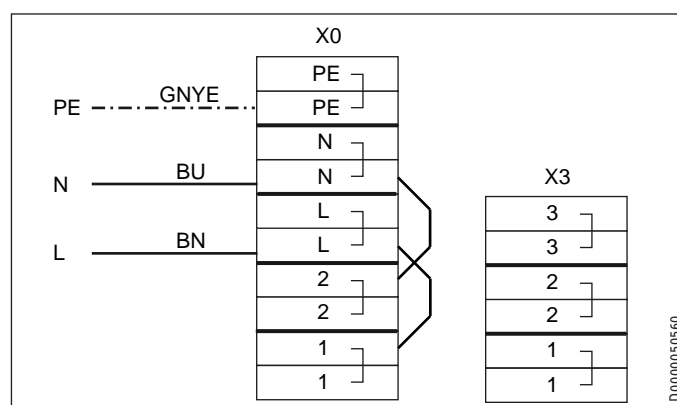 X0
PE
PE GNYE PE
N
N BU N
L
L BN L
2
2
1
1
X3
3
3
2
2
1
1
D0000050560